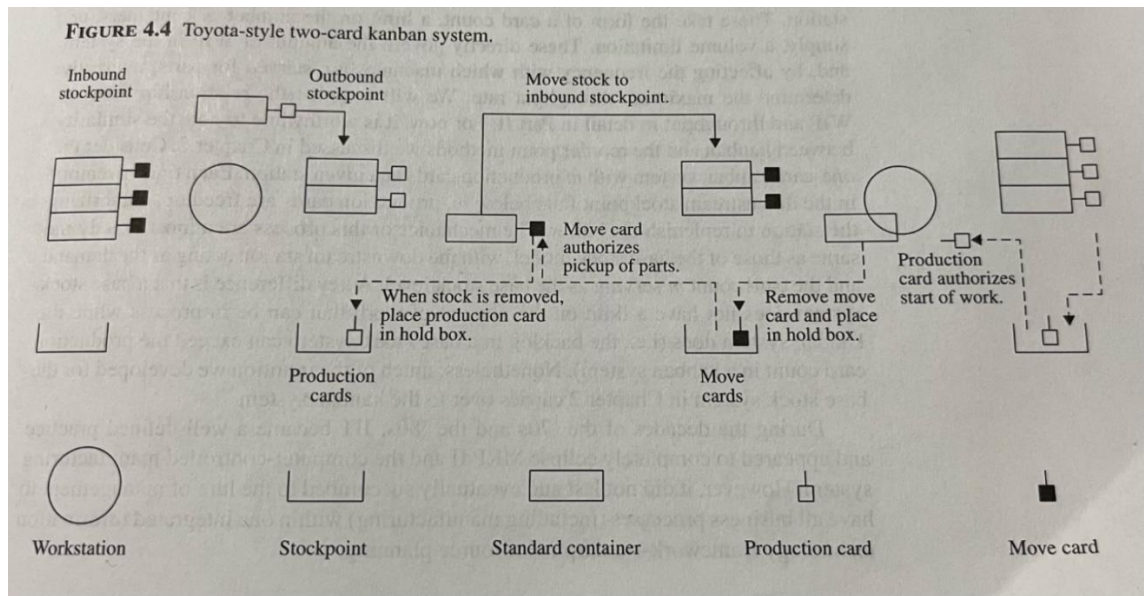 FIGURE 4.4 Toyota-style two-card kanban system.
Inbound
stockpoint
Outbound
stockpoint
Move stock to
inbound stockpoint.
Move card
authorizes
pickup of parts.
Production
card authorizes
start of work.
When stock is removed,
place production card
in hold box.
Remove move
card and place
in hold box.
Production
cards
Move
cards
Workstation
Stockpoint
Standard container
Production card
Move card